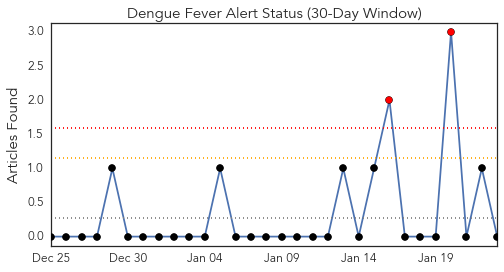 Dengue Fever Alert Status (30-Day Window)
Articles Found
3.0
2.5
2.0
1.5
1.0
0.5
0.0
Dec 25 Dec 30 Jan 04 Jan 09 Jan 14 Jan 19